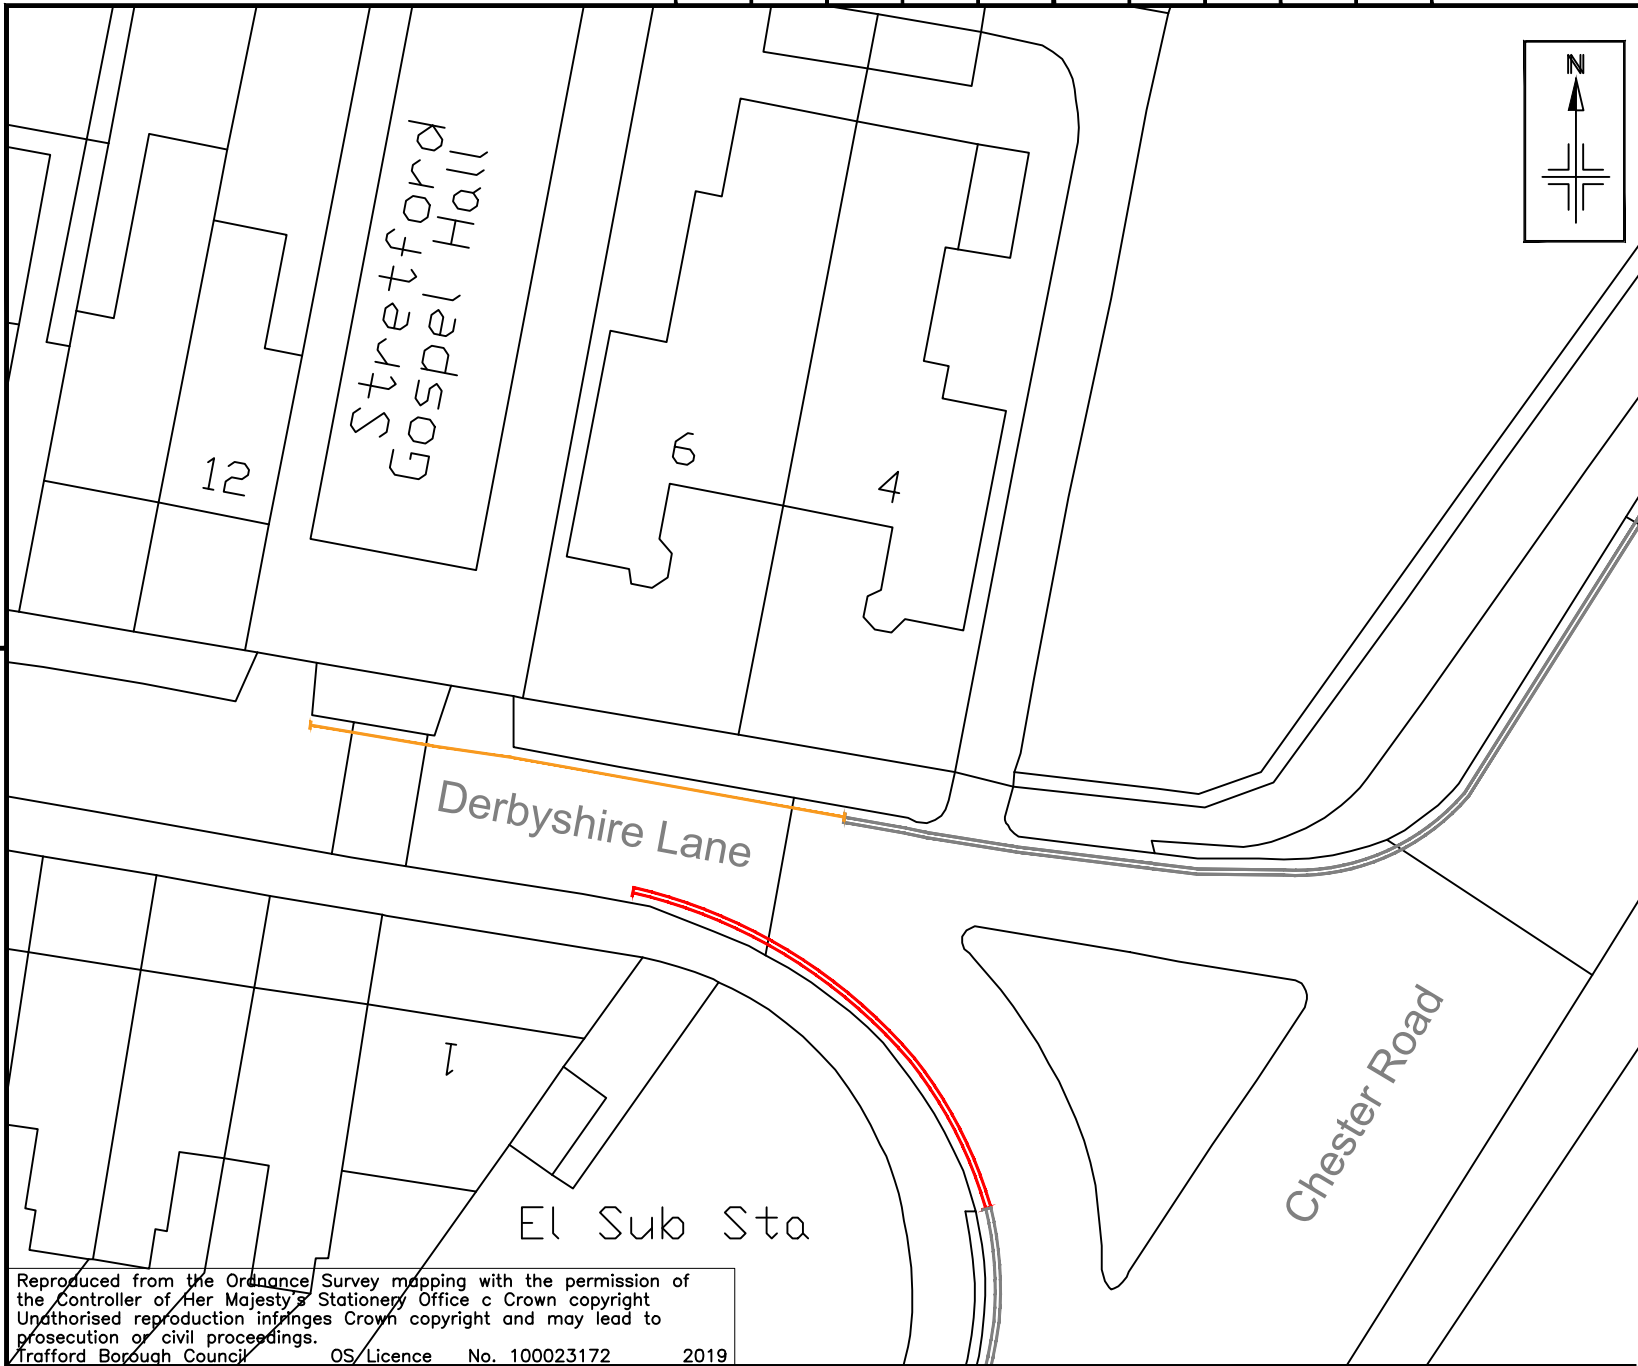 N
Stretford
Gospel Hall
12
6
4
Derbyshire Lane
1
Chester Road
El Sub Sta
Reproduced from the Ordnance Survey mapping with the permission of
the Controller of Her Majesty's Stationery Office c Crown copyright
Unathorised reproduction infringes Crown copyright and may lead to
prosecution or civil proceedings.
Trafford Borough Council OS Licence No. 100023172 2019